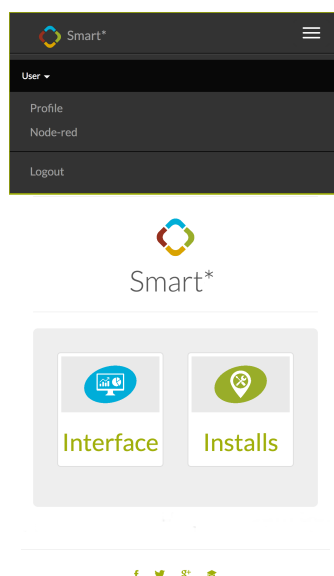 Smart*
User
Profile
Node-red
Logout
Smart*
Interface
Installs